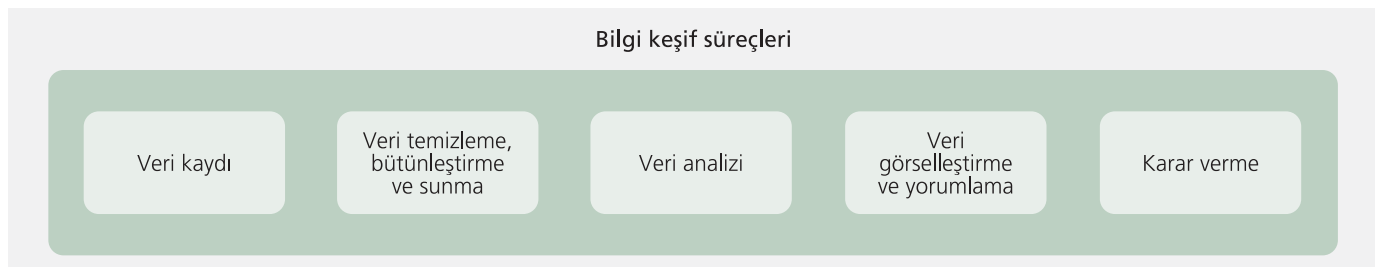 Bilgi keşif süreçleri
Veri kaydı
Veri temizleme,
bütünleştirme
ve sunma
Veri analizi
Veri
görselleştirme
ve yorumlama
Karar verme